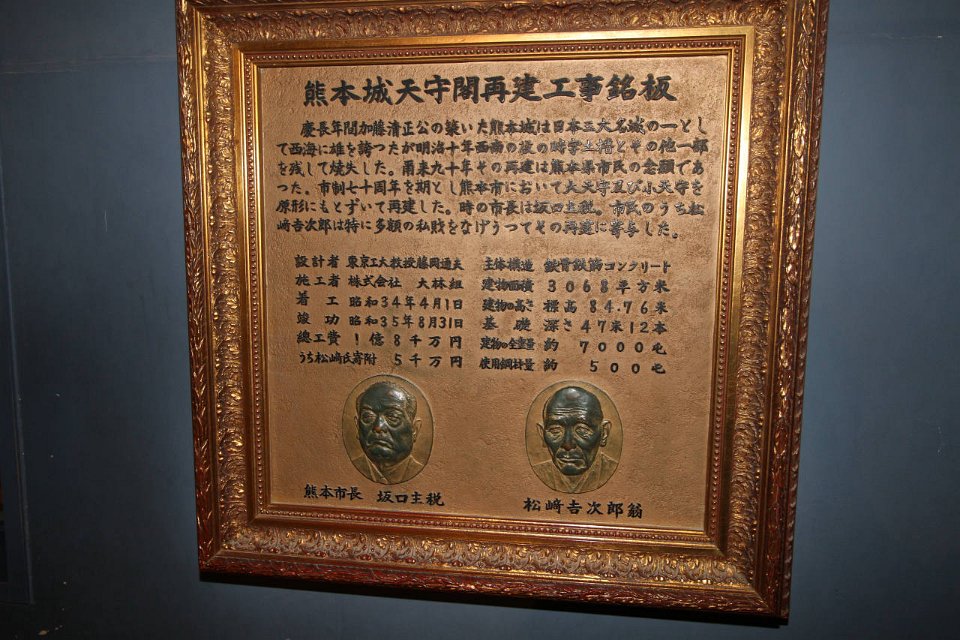 熊本城天守閣再建工事銘板
慶長年間加藤清正公の築いた熊本城は日本三大名城の一とし
て西海に雄を誇つたが明治十年西南の役の時宇土櫓とその他一部
を残して焼失した。爾来九十年その再建は熊本県市民の念願であ
つた。市制七十周年を期とし熊本市において大天守及び小天守を
原形にもとずいて再建した。時の市長は坂口主税。市民のうち松
崎吉次郎は特に多額の私財をなげうつてその再建に寄与した。
設計者 東京工大教授藤岡通夫
施工者 株式会社 大林組
着工 昭和34年4月1日
竣功 昭和35年8月31日
總工費 1億8千万円
うち松崎氏寄附 5千万円
主体構造 鉄骨鉄筋コンクリート
建物面積 3068平方米
建物の高さ 標高 84.76米
基礎 深さ47米12本
建物の全重量 約 7000屯
使用鋼材量 約 500屯
熊本市長 坂口主税
松崎吉次郎翁